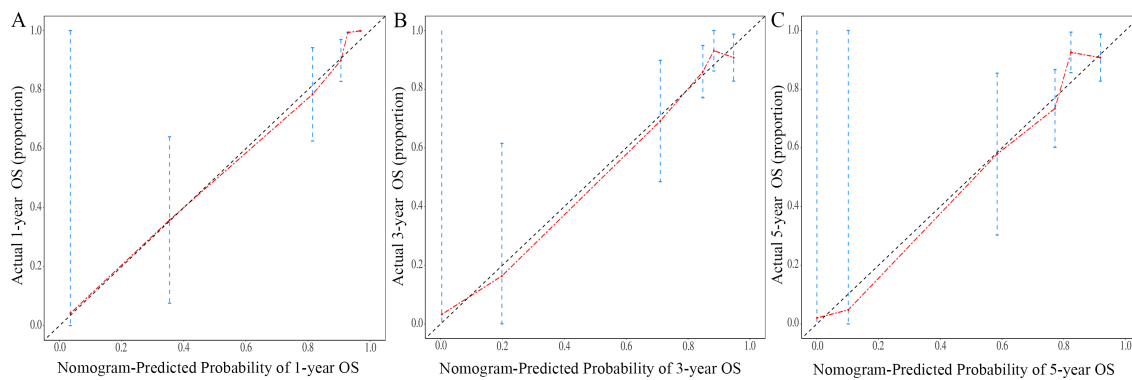 A
Actual 1-year OS (proportion)
1.0
0.8
0.6
0.4
0.2
0.0
0.0 0.2 0.4 0.6 0.8 1.0
Nomogram-Predicted Probability of 1-year OS
B
Actual 3-year OS (proportion)
1.0
0.8
0.6
0.4
0.2
0.0
0.0 0.2 0.4 0.6 0.8 1.0
Nomogram-Predicted Probability of 3-year OS
C
Actual 5-year OS (proportion)
1.0
0.8
0.6
0.4
0.2
0.0
0.0 0.2 0.4 0.6 0.8 1.0
Nomogram-Predicted Probability of 5-year OS